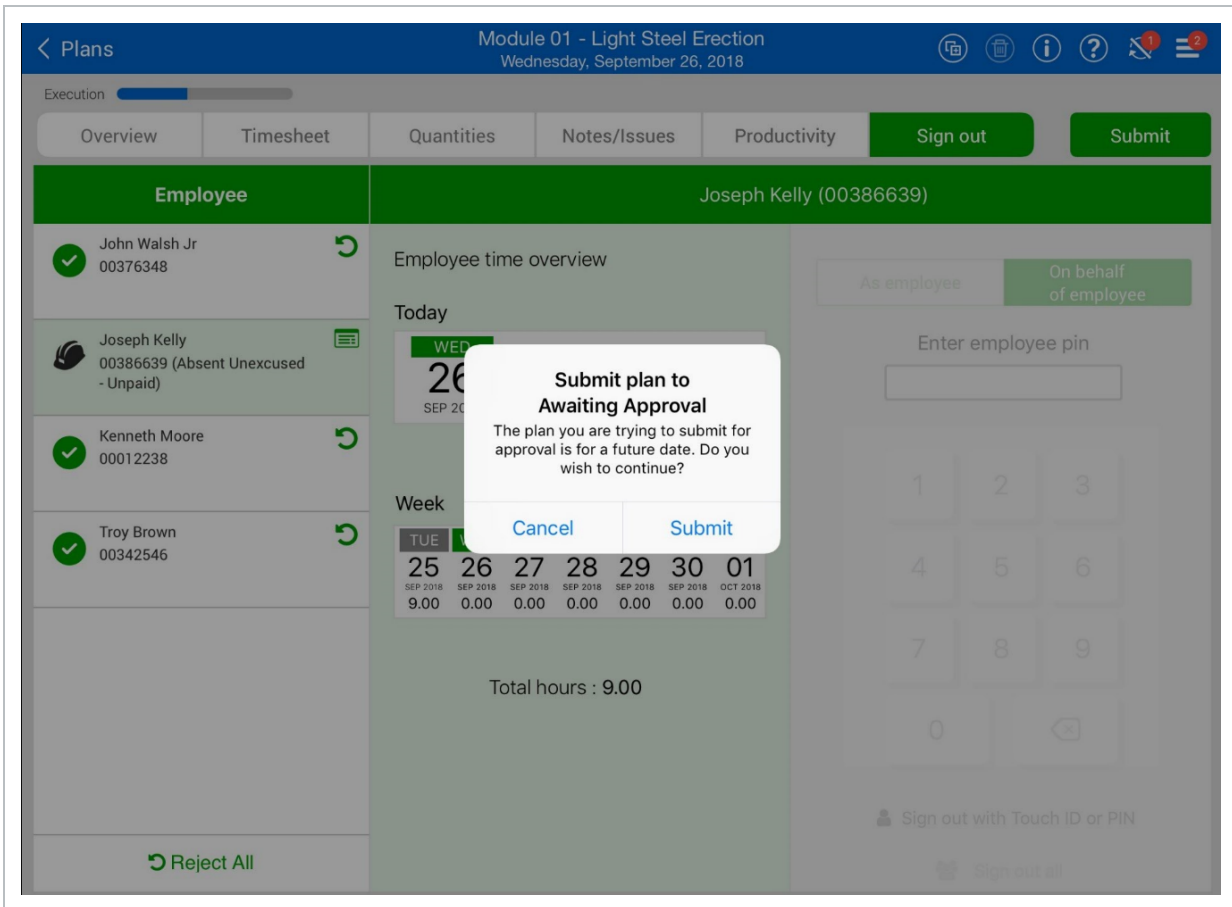 Plans
Module 01 - Light Steel Erection
Wednesday, September 26, 2018
1
2
Execution
Overview
Timesheet
Quantities
Notes/Issues
Productivity
Sign out
Submit
Employee
Joseph Kelly (00386639)
John Walsh Jr
00376348
Joseph Kelly
00386639 (Absent Unexcused
- Unpaid)
Kenneth Moore
00012238
Troy Brown
00342546
Reject All
Employee time overview
Today
WED
26
Submit plan to
Awaiting Approval
The plan you are trying to submit for
approval is for a future date. Do you
wish to continue?
Cancel
Submit
Week
TUE
25 26 27 28 29 30 01
SEP 2018 SEP 2018 SEP 2018 SEP 2018 SEP 2018 SEP 2018 OCT 2018
9.00 0.00 0.00 0.00 0.00 0.00 0.00
Total hours : 9.00
As employee
On behalf
of employee
Enter employee pin
1 2 3
4 5 6
7 8 9
0
Sign out with Touch ID or PIN
Sign out all